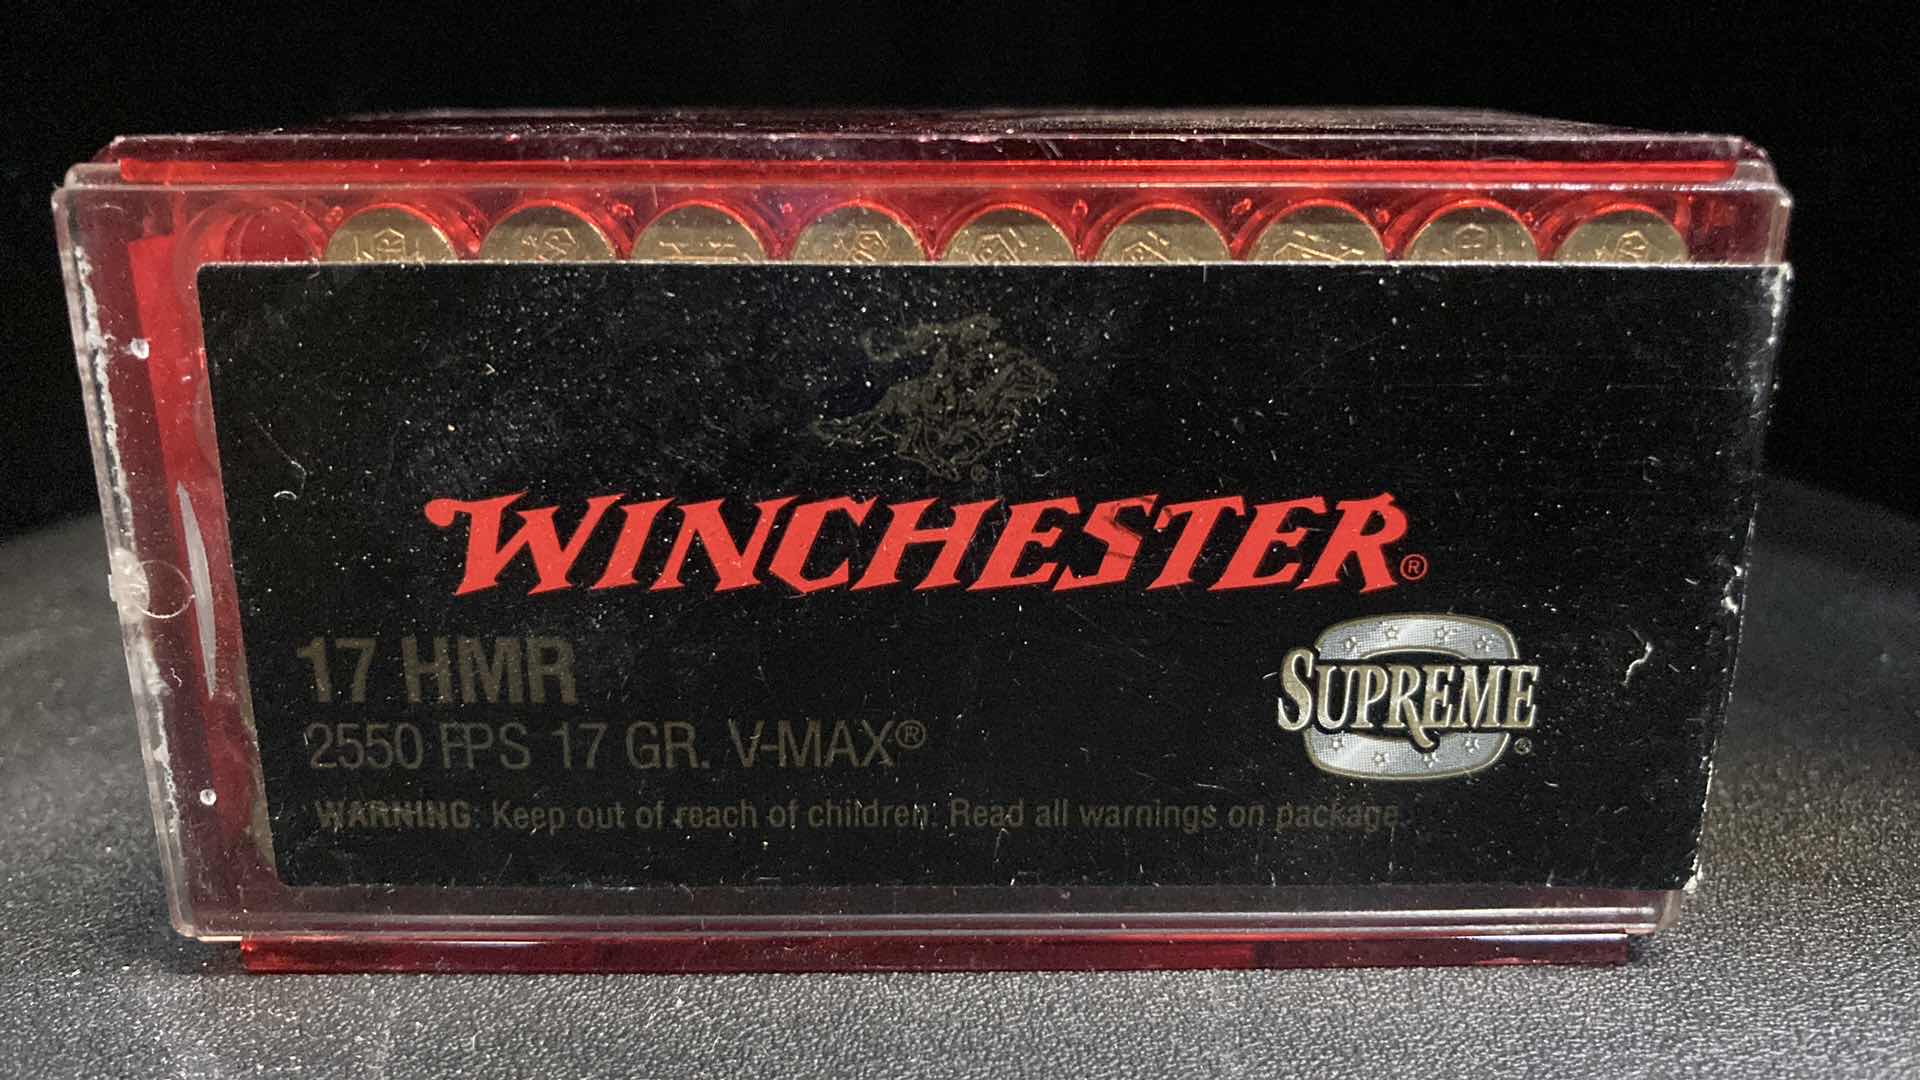 WINCHESTER®
17 HMR
2550 FPS 17 GR. V-MAX®
SUPREME®
WARNING: Keep out of reach of children. Read all warnings on package.